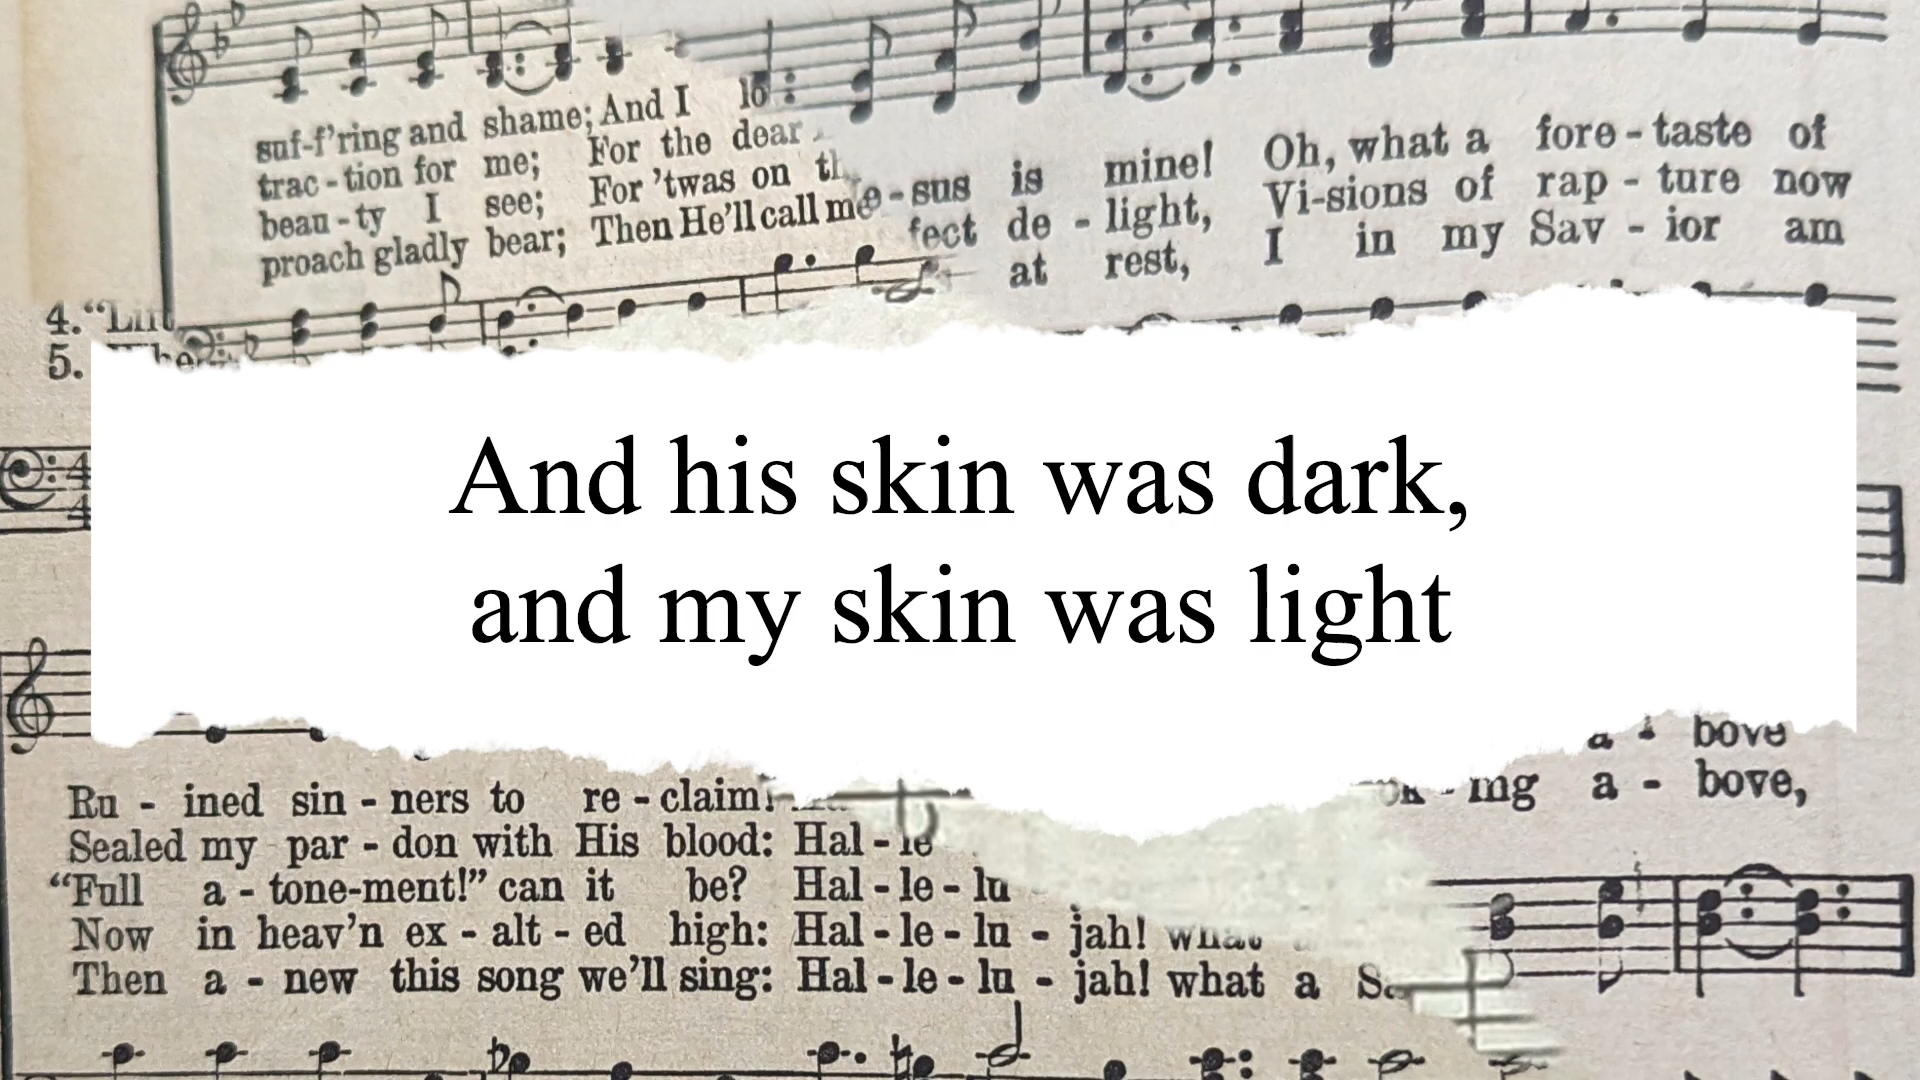 suf-f'ring and shame; And I lo
trac-tion for me; For the dear
beau-ty I see; For 'twas on th
proach gladly bear; Then He'll call me
e-sus is mine! Oh, what a fore-taste of
fect de-light, Vi-sions of rap-ture now
at rest, I in my Sav-ior am
4. "Lift
5.
And his skin was dark,
and my skin was light
a - bove
a - bove,
Ru - ined sin - ners to re - claim!
Sealed my par - don with His blood: Hal - le
"Full a - tone-ment!" can it be? Hal - le - lu
Now in heav'n ex - alt - ed high: Hal - le - lu - jah! what
Then a - new this song we'll sing: Hal - le - lu - jah! what a